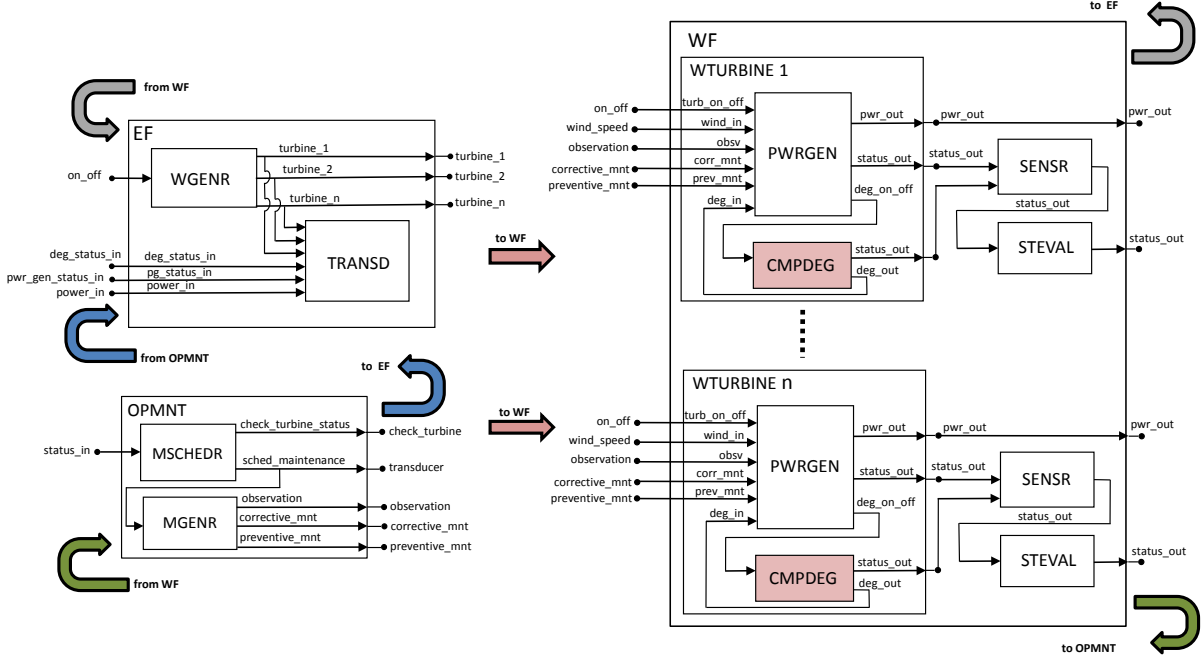 from WF
EF
WGENR
on_off
turbine_1
turbine_1
turbine_2
turbine_2
turbine_n
turbine_n
TRANSD
deg_status_in
deg_status_in
pwr_gen_status_in
pg_status_in
power_in
power_in
from OPMNT
to EF
OPMNT
status_in
MSCHEDR
check_turbine_status
check_turbine
sched_maintenance
transducer
MGENR
observation
observation
corrective_mnt
corrective_mnt
preventive_mnt
preventive_mnt
from WF
to WF
to WF
to EF
WF
WTURBINE 1
on_off
turb_on_off
wind_speed
wind_in
observation
obsv
corrective_mnt
corr_mnt
preventive_mnt
prev_mnt
deg_in
PWRGEN
pwr_out
pwr_out
pwr_out
status_out
status_out
deg_on_off
SENSR
status_out
CMPDEG
status_out
deg_out
STEVAL
status_out
WTURBINE n
on_off
turb_on_off
wind_speed
wind_in
observation
obsv
corrective_mnt
corr_mnt
preventive_mnt
prev_mnt
deg_in
PWRGEN
pwr_out
pwr_out
pwr_out
status_out
status_out
deg_on_off
SENSR
status_out
CMPDEG
status_out
deg_out
STEVAL
status_out
to OPMNT